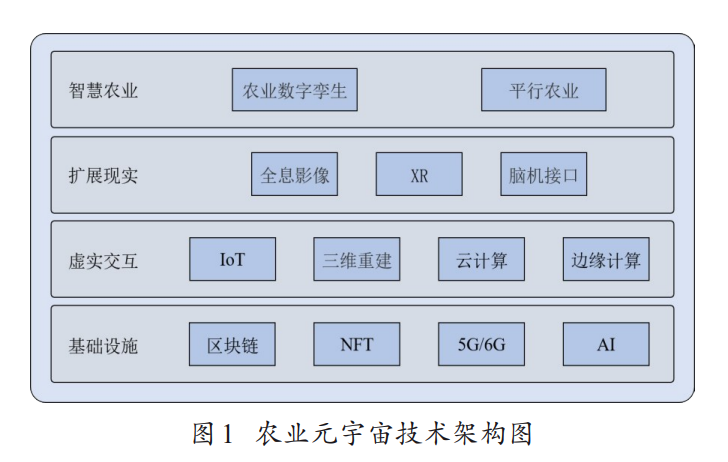 智慧农业 农业数字孪生 平行农业
扩展现实 全息影像 XR 脑机接口
虚实交互 IoT 三维重建 云计算 边缘计算
基础设施 区块链 NFT 5G/6G AI
图1 农业元宇宙技术架构图